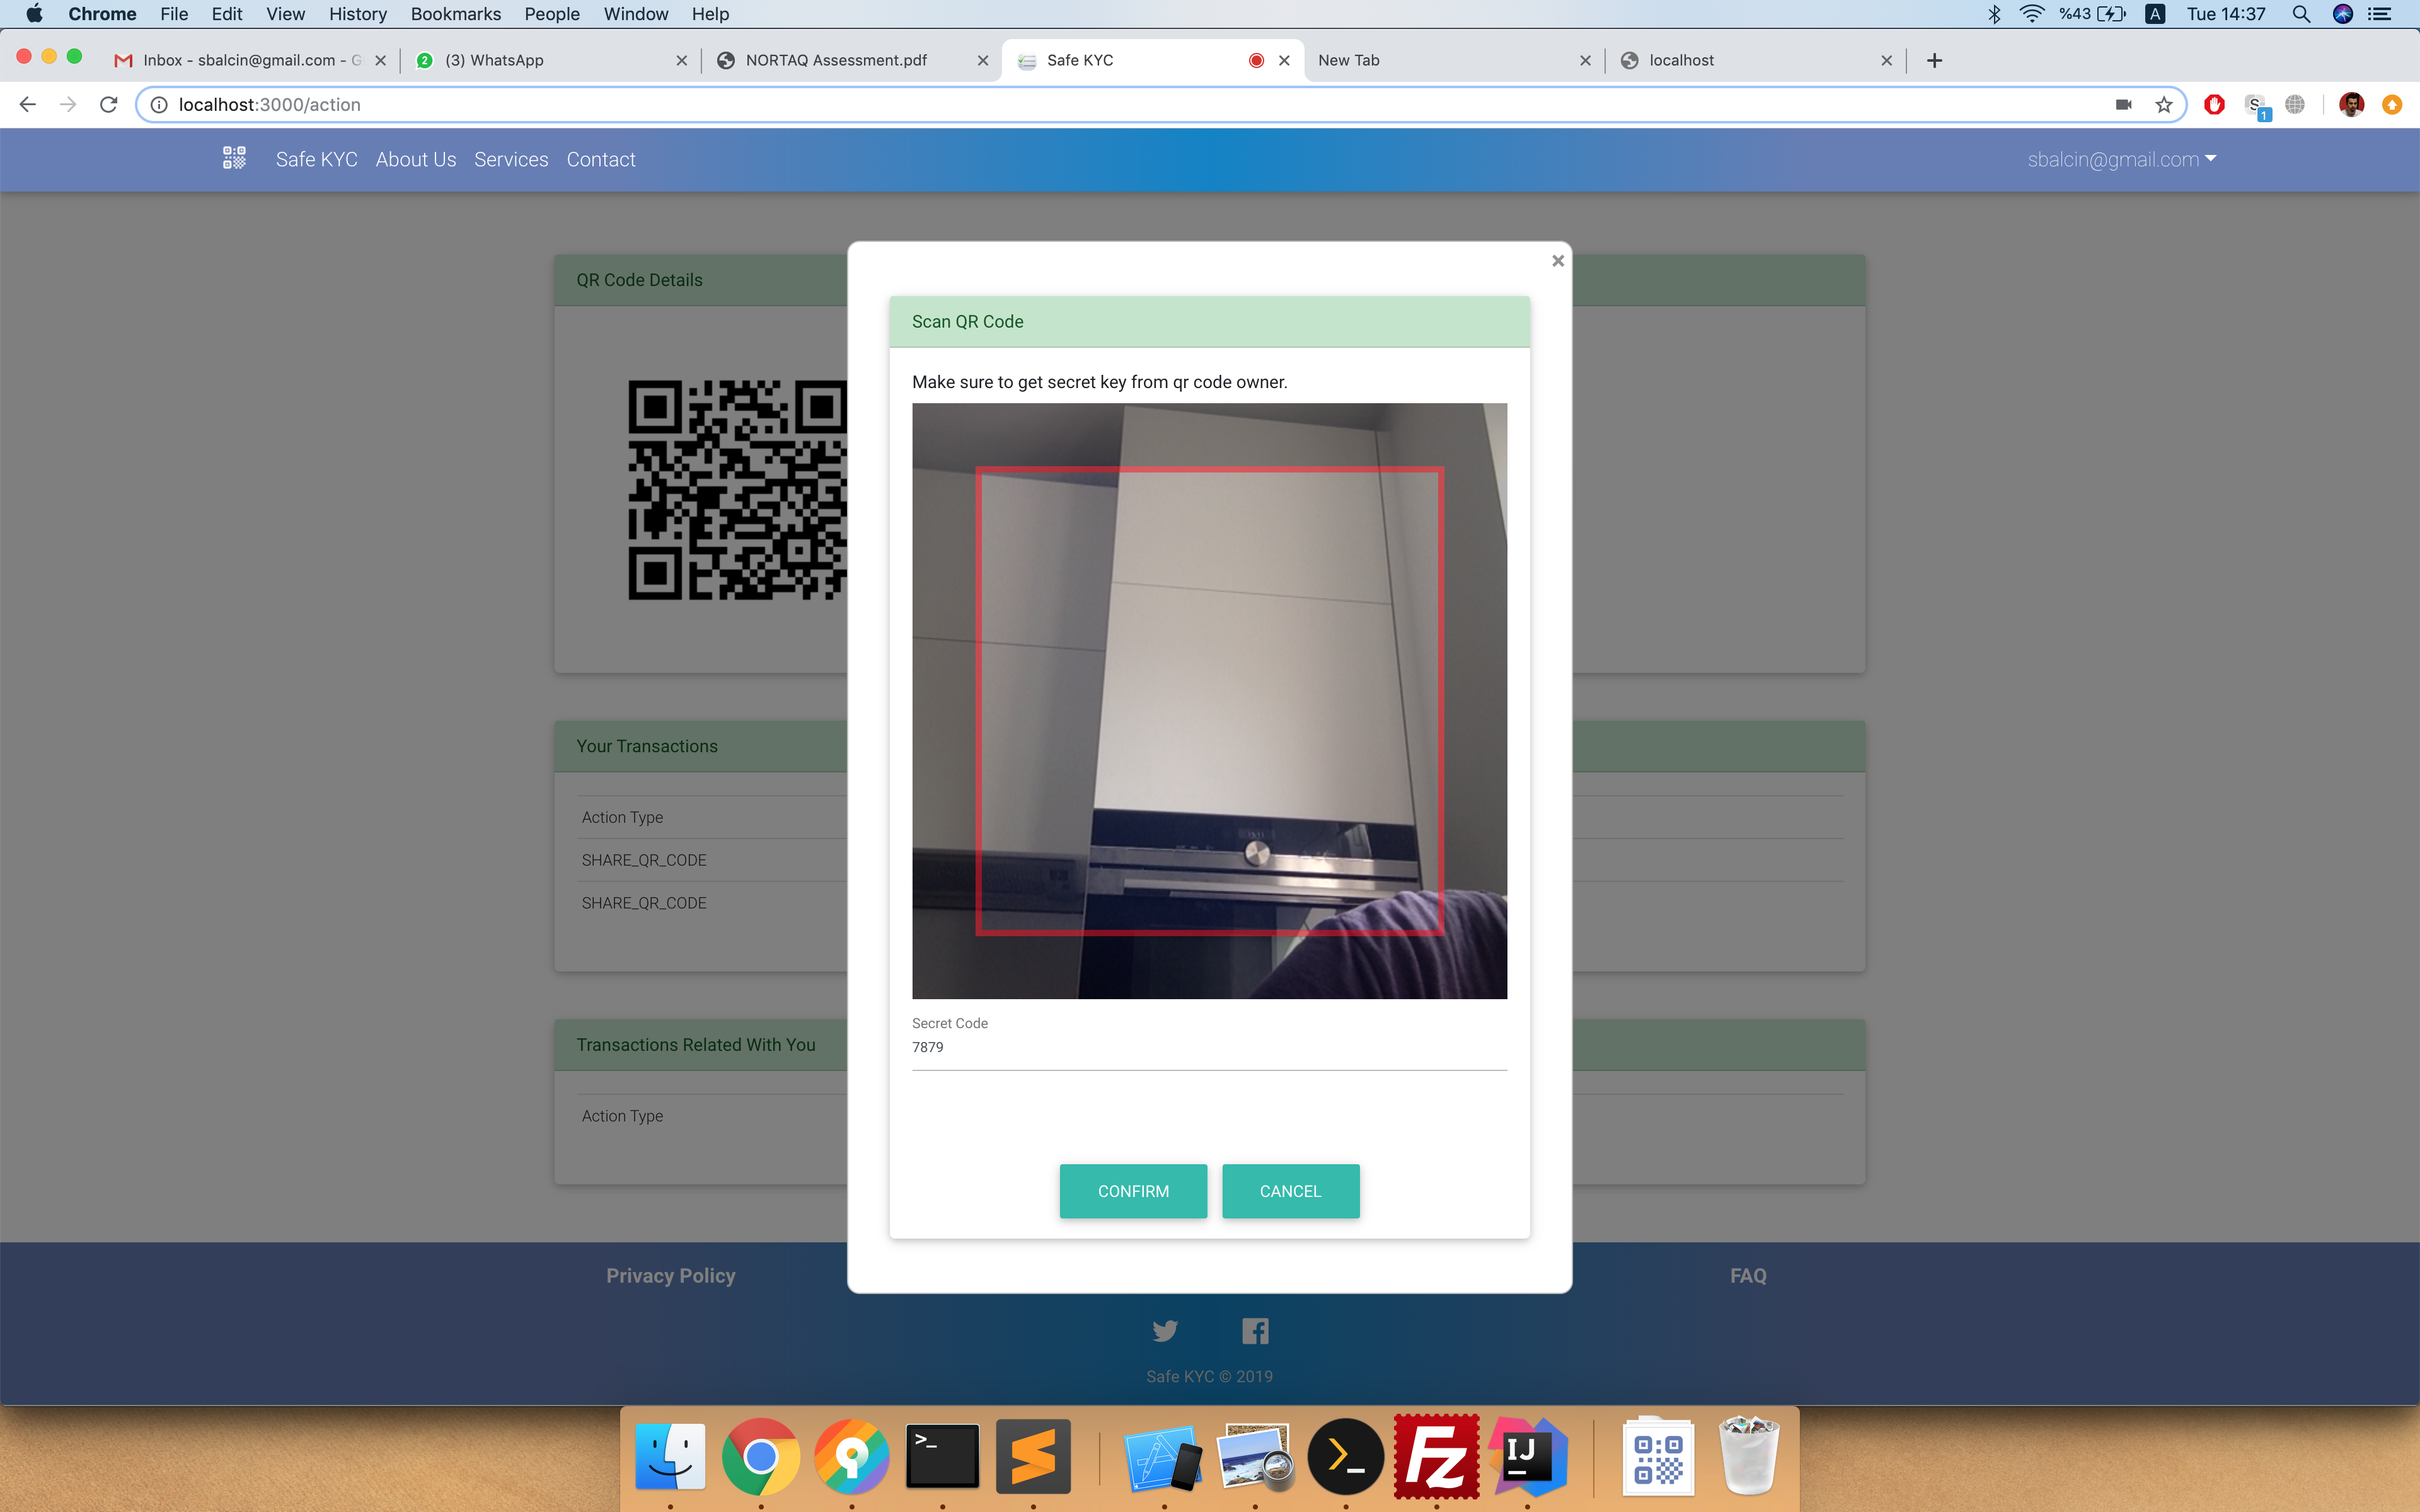 Chrome File Edit View History Bookmarks People Window Help %43 A Tue 14:37
Inbox - sbalcin@gmail.com - G 2 (3) WhatsApp NORTAQ Assessment.pdf Safe KYC New Tab localhost
localhost:3000/action S 1
Safe KYC About Us Services Contact sbalcin@gmail.com
QR Code Details
Scan QR Code
Make sure to get secret key from qr code owner.
Your Transactions
Action Type
SHARE_QR_CODE
SHARE_QR_CODE
Secret Code
7879
Transactions Related With You
Action Type
CONFIRM CANCEL
Privacy Policy FAQ
Safe KYC © 2019
>_ >_ Fz IJ